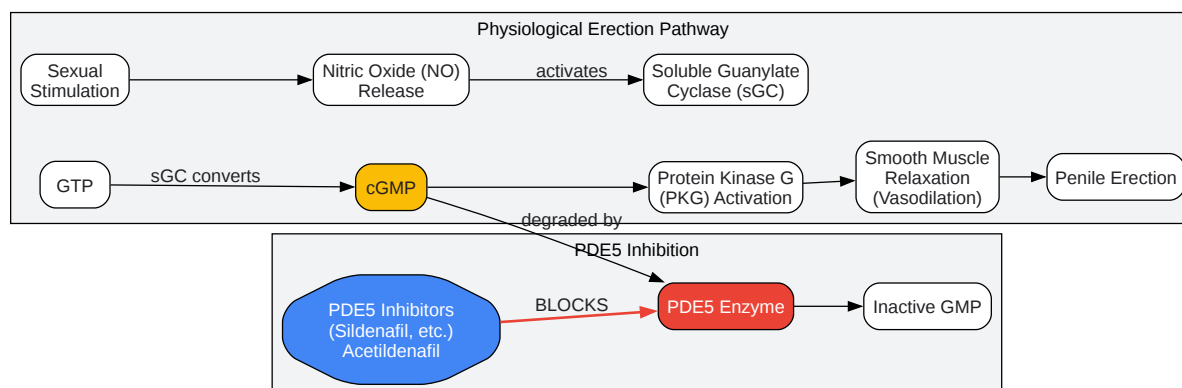 Physiological Erection Pathway
Sexual
Stimulation
Nitric Oxide (NO)
Release
activates
Soluble Guanylate
Cyclase (sGC)
GTP
sGC converts
cGMP
Protein Kinase G
(PKG) Activation
Smooth Muscle
Relaxation
(Vasodilation)
Penile Erection
degraded by
PDE5 Inhibition
PDE5 Inhibitors
(Sildenafil, etc.)
Acetildenafil
BLOCKS
PDE5 Enzyme
Inactive GMP